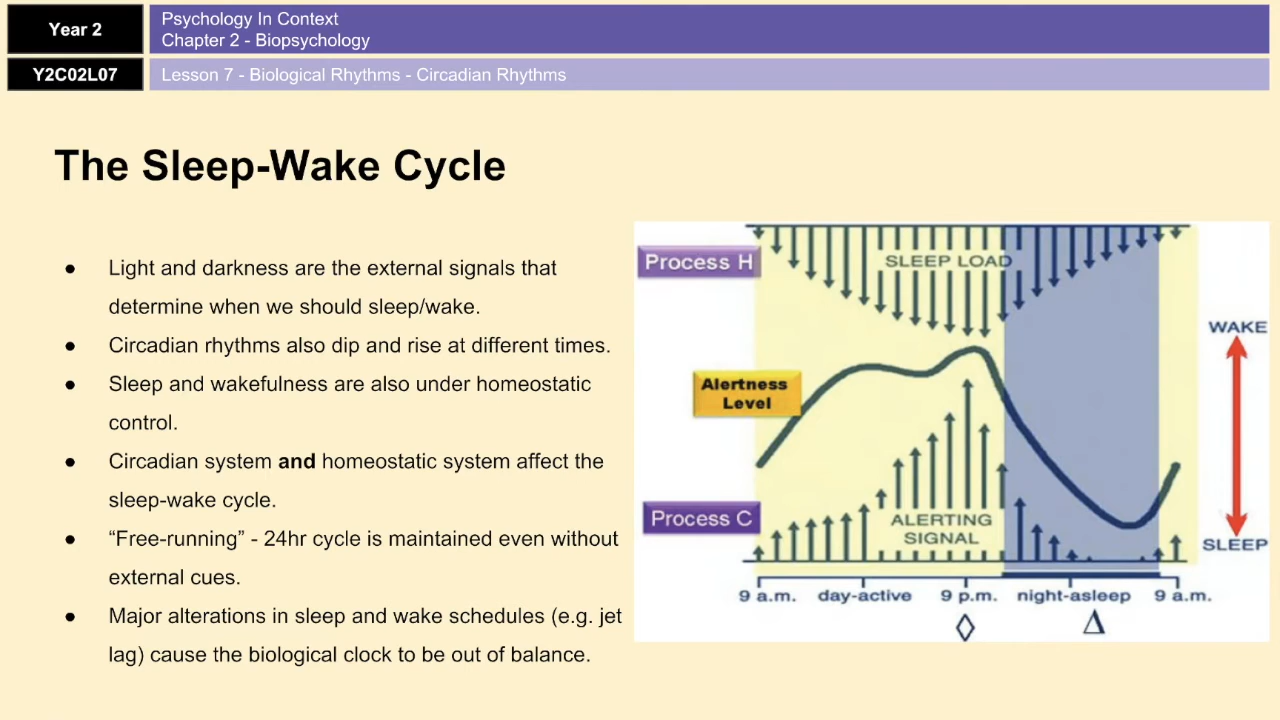 Year 2
Psychology In Context
Chapter 2 - Biopsychology
Y2C02L07
Lesson 7 - Biological Rhythms - Circadian Rhythms
The Sleep-Wake Cycle
● Light and darkness are the external signals that
determine when we should sleep/wake.
● Circadian rhythms also dip and rise at different times.
● Sleep and wakefulness are also under homeostatic
control.
● Circadian system and homeostatic system affect the
sleep-wake cycle.
● “Free-running” - 24hr cycle is maintained even without
external cues.
● Major alterations in sleep and wake schedules (e.g. jet
lag) cause the biological clock to be out of balance.
Process H
SLEEP LOAD
WAKE
Alertness
Level
Process C
ALERTING
SIGNAL
SLEEP
9 a.m. day-active 9 p.m. night-asleep 9 a.m.
◊ Δ